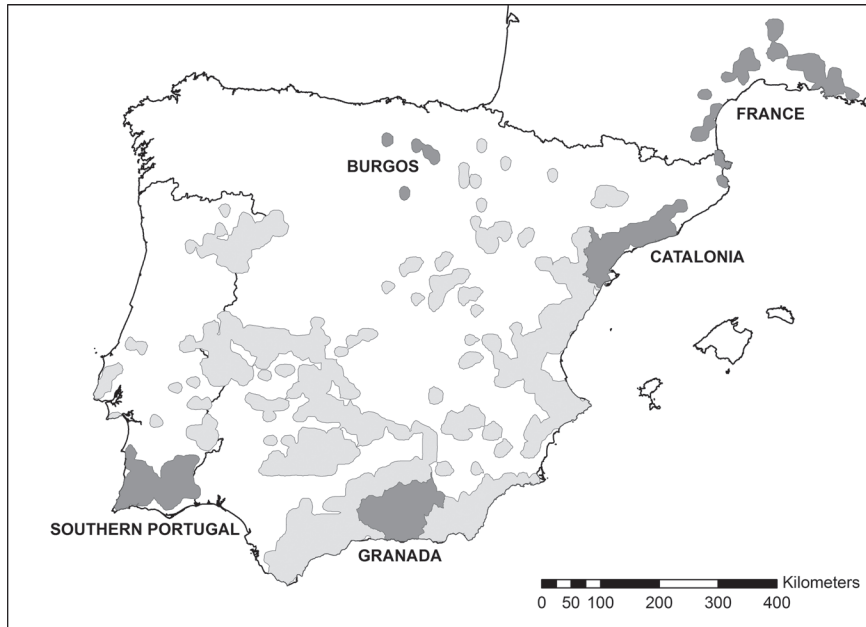 FRANCE
BURGOS
CATALONIA
SOUTHERN PORTUGAL
GRANADA
Kilometers
0 50 100 200 300 400